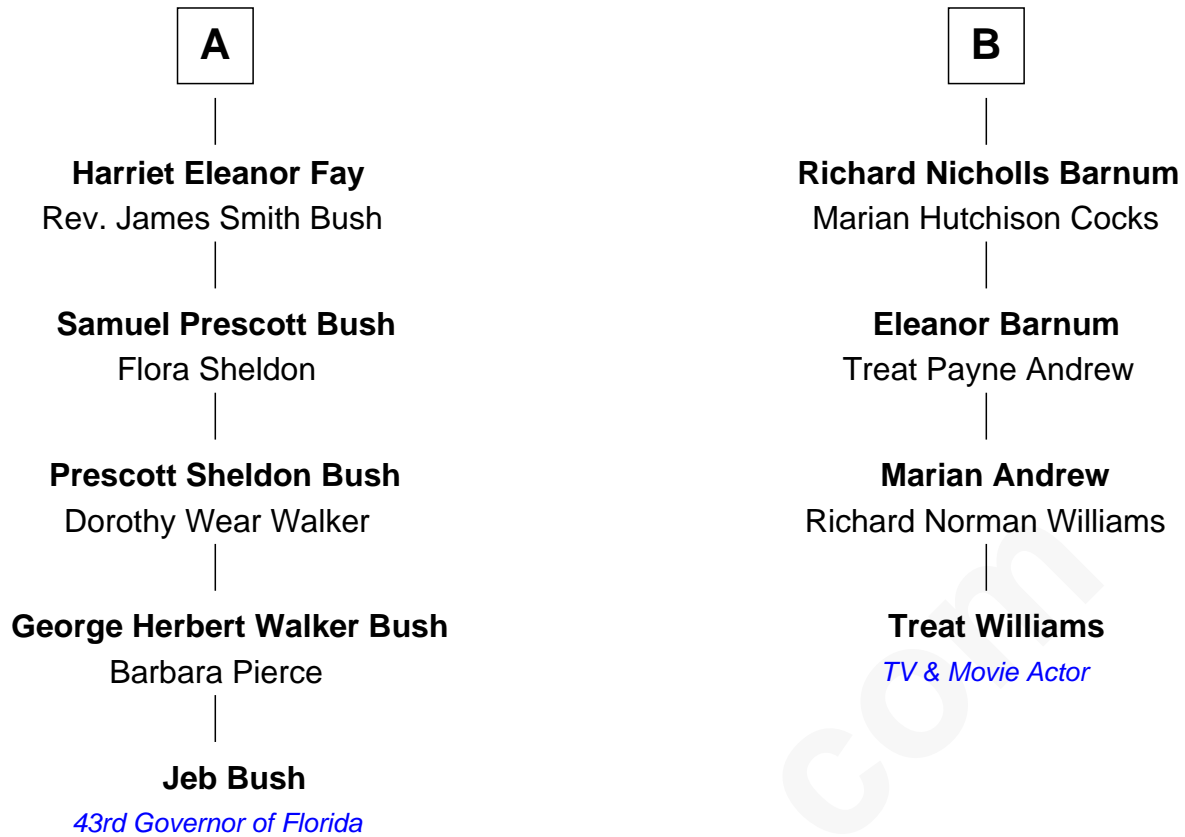 A
Harriet Eleanor Fay
Rev. James Smith Bush
Samuel Prescott Bush
Flora Sheldon
Prescott Sheldon Bush
Dorothy Wear Walker
George Herbert Walker Bush
Barbara Pierce
Jeb Bush
43rd Governor of Florida
B
Richard Nicholls Barnum
Marian Hutchison Cocks
Eleanor Barnum
Treat Payne Andrew
Marian Andrew
Richard Norman Williams
Treat Williams
TV & Movie Actor
com